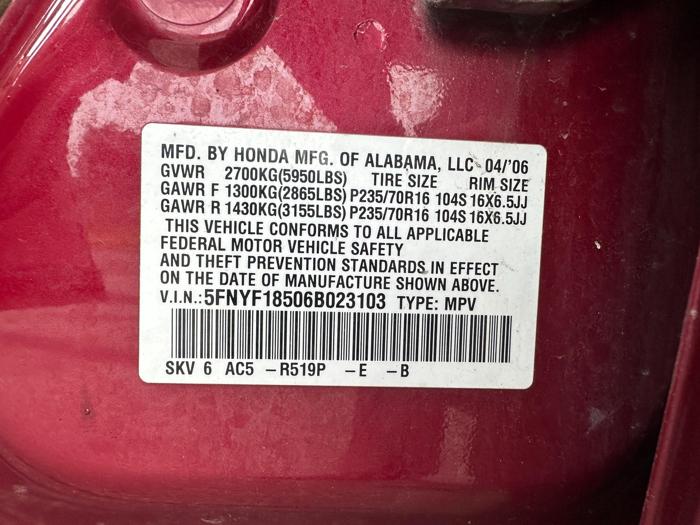 MFD. BY HONDA MFG. OF ALABAMA, LLC 04/'06
GVWR 2700KG(5950LBS) TIRE SIZE RIM SIZE
GAWR F 1300KG(2865LBS) P235/70R16 104S 16X6.5JJ
GAWR R 1430KG(3155LBS) P235/70R16 104S 16X6.5JJ
THIS VEHICLE CONFORMS TO ALL APPLICABLE
FEDERAL MOTOR VEHICLE SAFETY
AND THEFT PREVENTION STANDARDS IN EFFECT
ON THE DATE OF MANUFACTURE SHOWN ABOVE.
V.I.N.:5FNYF18506B023103 TYPE: MPV
SKV 6 AC5 –R519P –E –B